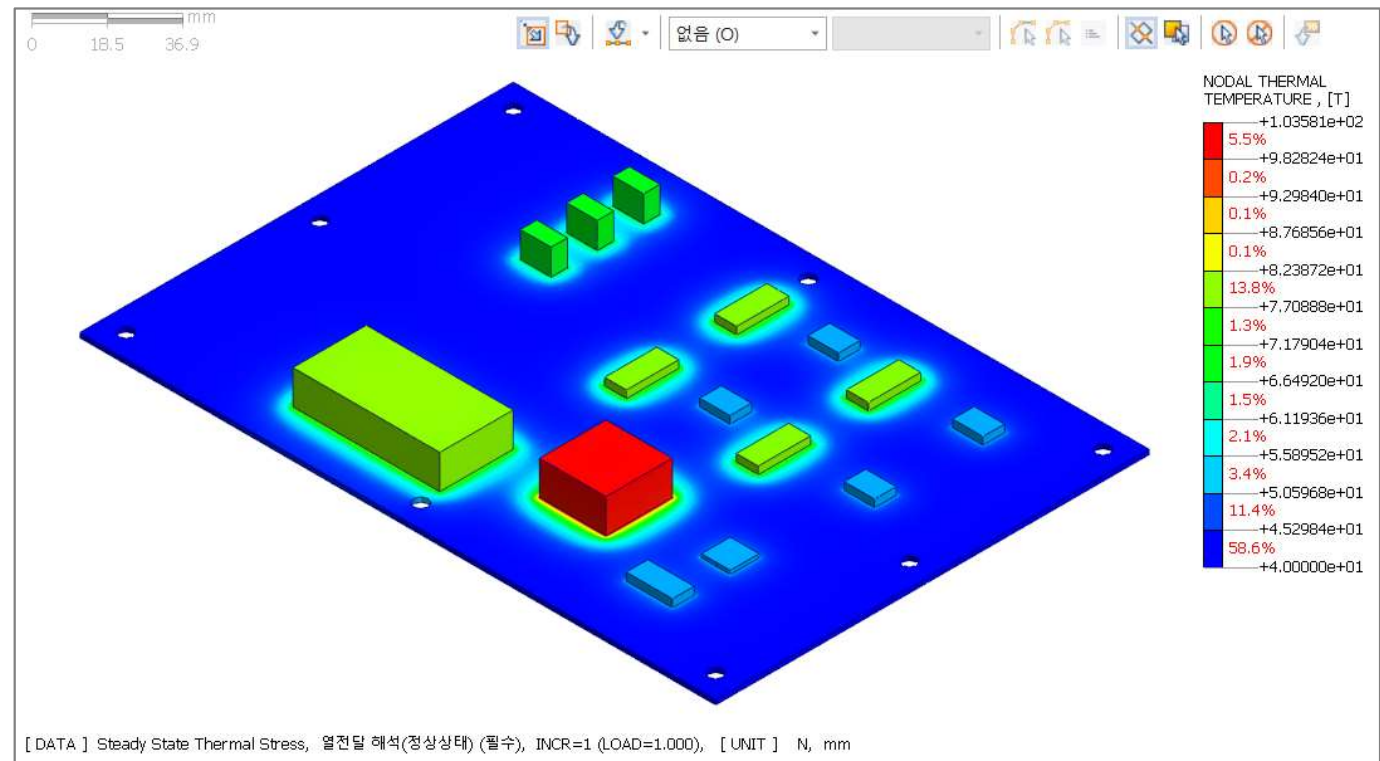 mm
0 18.5 36.9
없음 (O)
NODAL THERMAL
TEMPERATURE , [T]
+1.03581e+02
5.5%
+9.82824e+01
0.2%
+9.29840e+01
0.1%
+8.76856e+01
0.1%
+8.23872e+01
13.8%
+7.70888e+01
1.3%
+7.17904e+01
1.9%
+6.64920e+01
1.5%
+6.11936e+01
2.1%
+5.58952e+01
3.4%
+5.05968e+01
11.4%
+4.52984e+01
58.6%
+4.00000e+01
[ DATA ] Steady State Thermal Stress, 열전달 해석(정상상태) (필수), INCR=1 (LOAD=1.000), [ UNIT ] N, mm